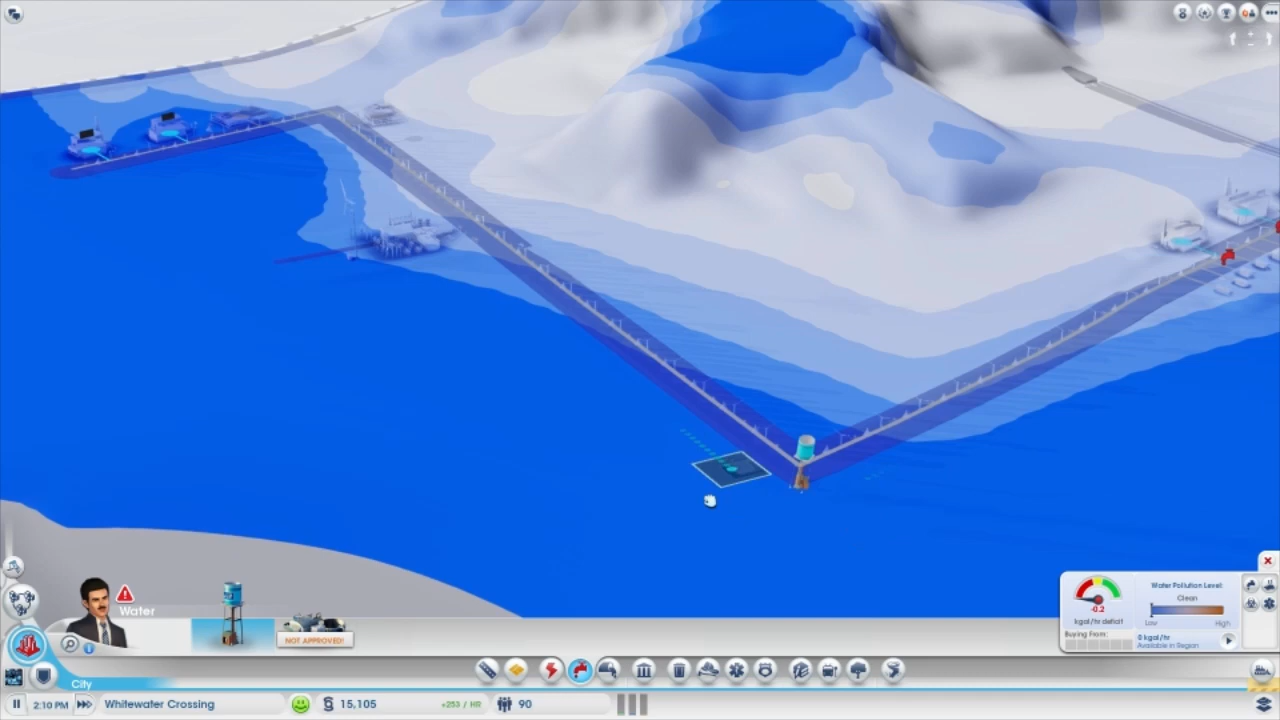 Water
NOT APPROVED!
Water Pollution Level:
Clean
Low
High
-0.2
kgal/hr deficit
Buying From:
0 kgal/hr
Available in Region
City
2:10 PM
Whitewater Crossing
15,105
+253 / HR
90